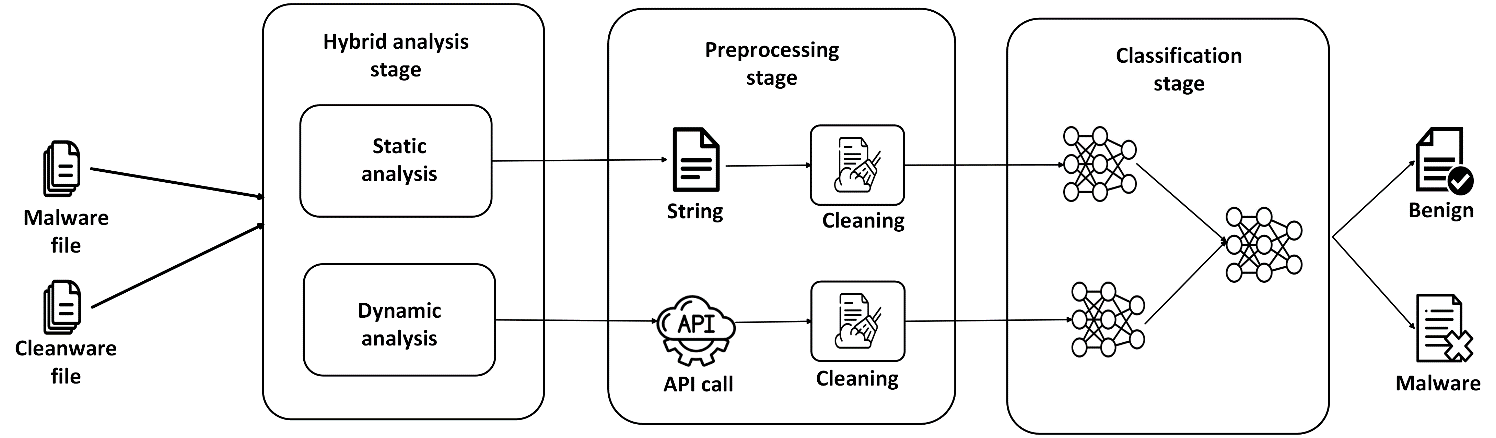 Malware
file
Cleanware
file
Hybrid analysis
stage
Static
analysis
Dynamic
analysis
Preprocessing
stage
String
Cleaning
API
API call
Cleaning
Classification
stage
Benign
Malware